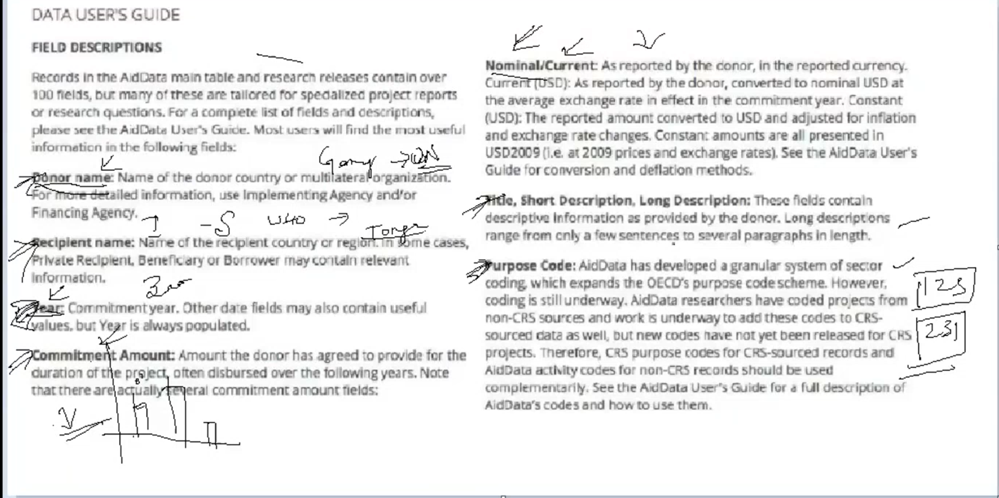 DATA USER'S GUIDE
FIELD DESCRIPTIONS
Records in the AidData main table and research releases contain over
100 fields, but many of these are tailored for specialized project reports
or research questions. For a complete list of fields and descriptions,
please see the AidData User's Guide. Most users will find the most useful
information in the following fields:
UN
Donor name: Name of the donor country or multilateral organization.
For more detailed information, use Implementing Agency and/or
Financing Agency.
Recipient name: Name of the recipient country or region. In some cases,
Private Recipient, Beneficiary or Borrower may contain relevant
information.
Year: Commitment year. Other date fields may also contain useful
values, but Year is always populated.
Commitment Amount: Amount the donor has agreed to provide for the
duration of the project, often disbursed over the following years. Note
that there are actually several commitment amount fields:
Nominal/Current: As reported by the donor, in the reported currency.
Current (USD): As reported by the donor, converted to nominal USD at
the average exchange rate in effect in the commitment year. Constant
(USD): The reported amount converted to USD and adjusted for inflation
and exchange rate changes. Constant amounts are all presented in
USD2009 (i.e. at 2009 prices and exchange rates). See the AidData User's
Guide for conversion and deflation methods.
Title, Short Description, Long Description: These fields contain
descriptive information as provided by the donor. Long descriptions
range from only a few sentences to several paragraphs in length.
Purpose Code: AidData has developed a granular system of sector
coding, which expands the OECD's purpose code scheme. However,
coding is still underway. AidData researchers have coded projects from
non-CRS sources and work is underway to add these codes to CRS-
sourced data as well, but new codes have not yet been released for CRS
projects. Therefore, CRS purpose codes for CRS-sourced records and
AidData activity codes for non-CRS records should be used
complementarily. See the AidData User's Guide for a full description of
AidData's codes and how to use them.
123
231